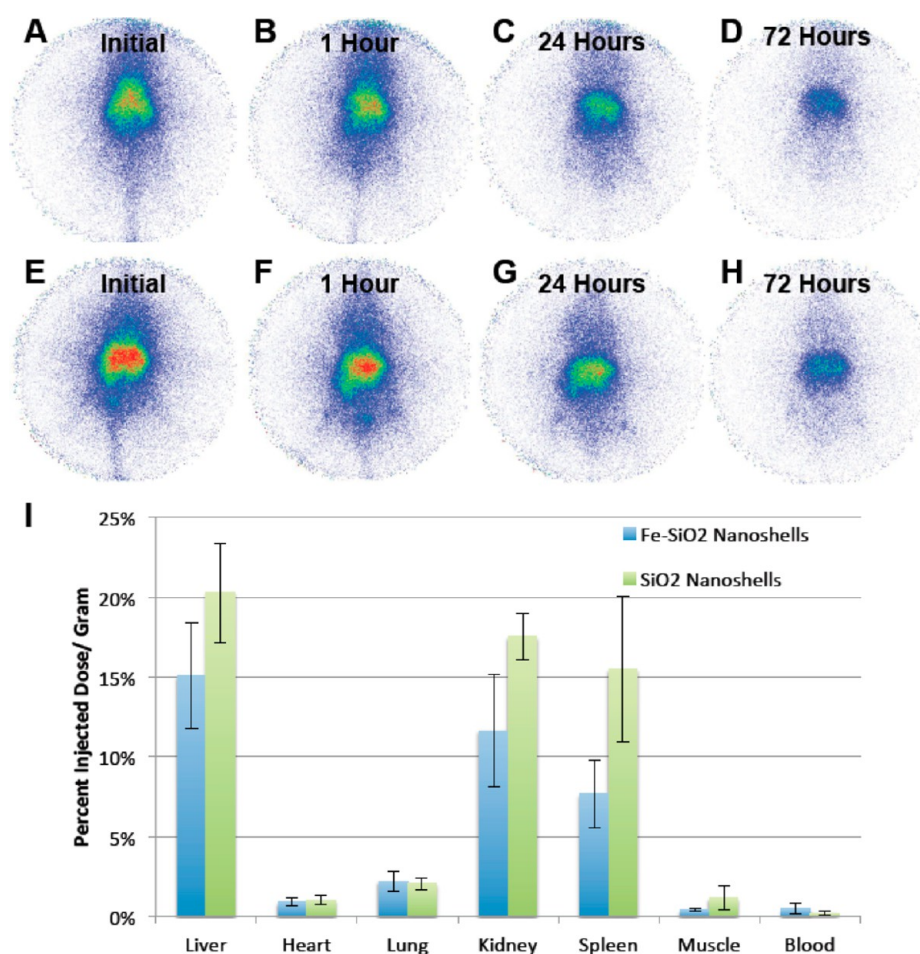 A Initial B 1 Hour C 24 Hours D 72 Hours
E Initial F 1 Hour G 24 Hours H 72 Hours
I
Percent Injected Dose/ Gram
25%
20%
15%
10%
5%
0%
Fe-SiO2 Nanoshells
SiO2 Nanoshells
Liver Heart Lung Kidney Spleen Muscle Blood